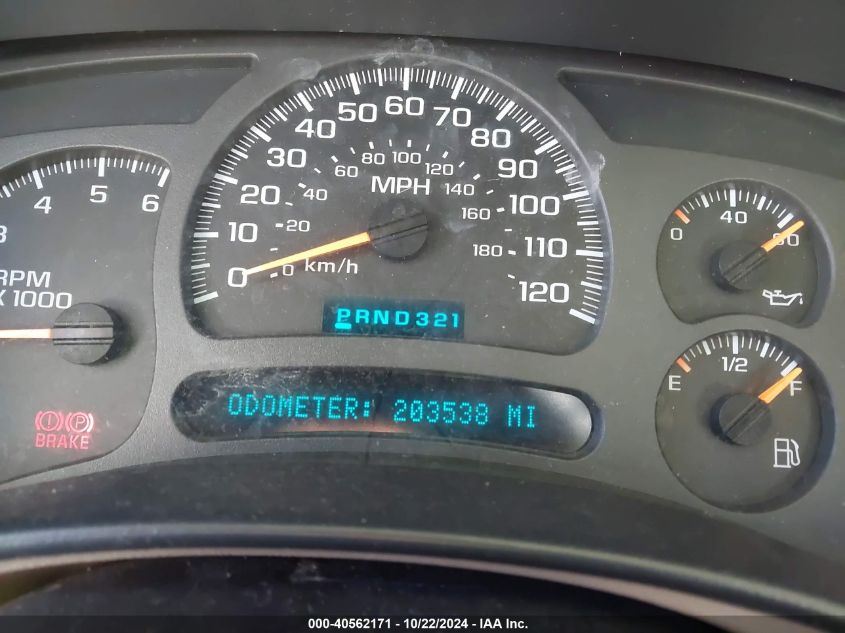 4 5 6
3
RPM
X 1000
BRAKE
0 10 20 30 40 50 60 70 80 90 100 110 120
MPH
0 20 40 60 80 100 120 140 160 180
km/h
PRND321
ODOMETER: 203538 MI
0 40 80
E 1/2 F
(!) (P)
000-40562171 - 10/22/2024 - IAA Inc.